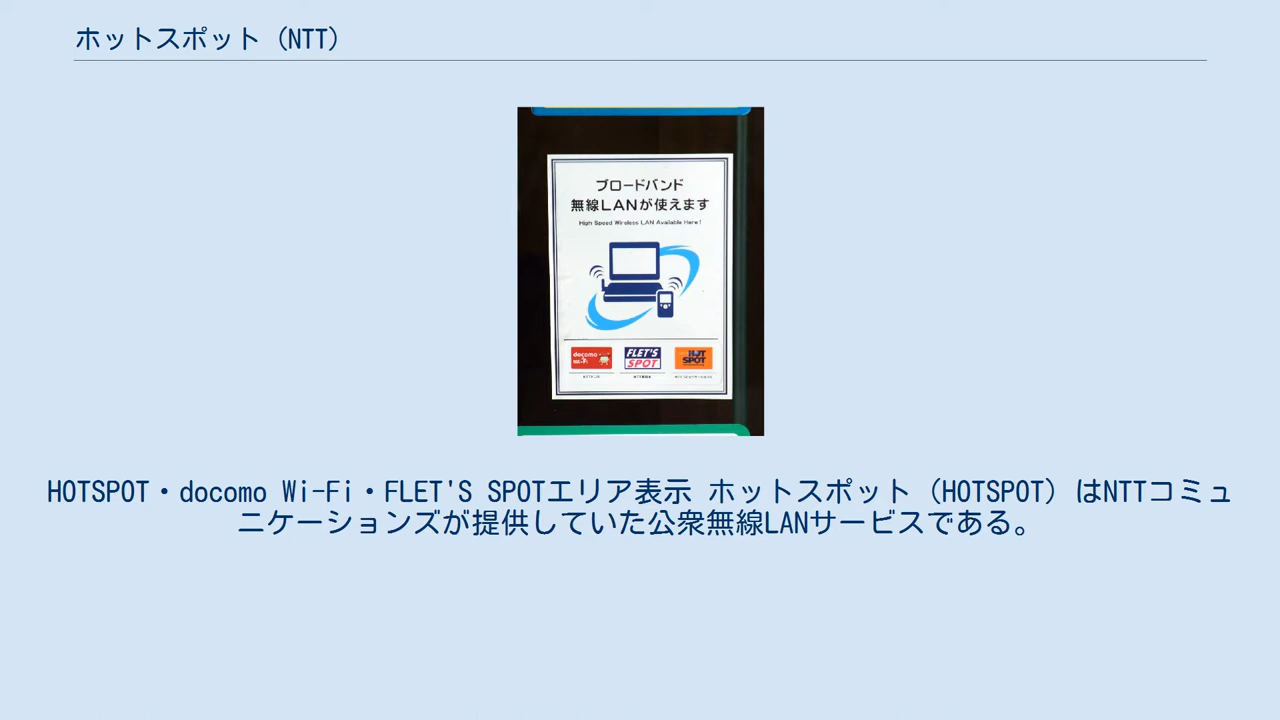 ホットスポット（NTT）
ブロードバンド
無線LANが使えます
High Speed Wireless LAN Available Here!
docomo Wi-Fi
FLET'S SPOT
HOT SPOT
HOTSPOT・docomo Wi-Fi・FLET'S SPOTエリア表示 ホットスポット（HOTSPOT）はNTTコミュ
ニケーションズが提供していた公衆無線LANサービスである。